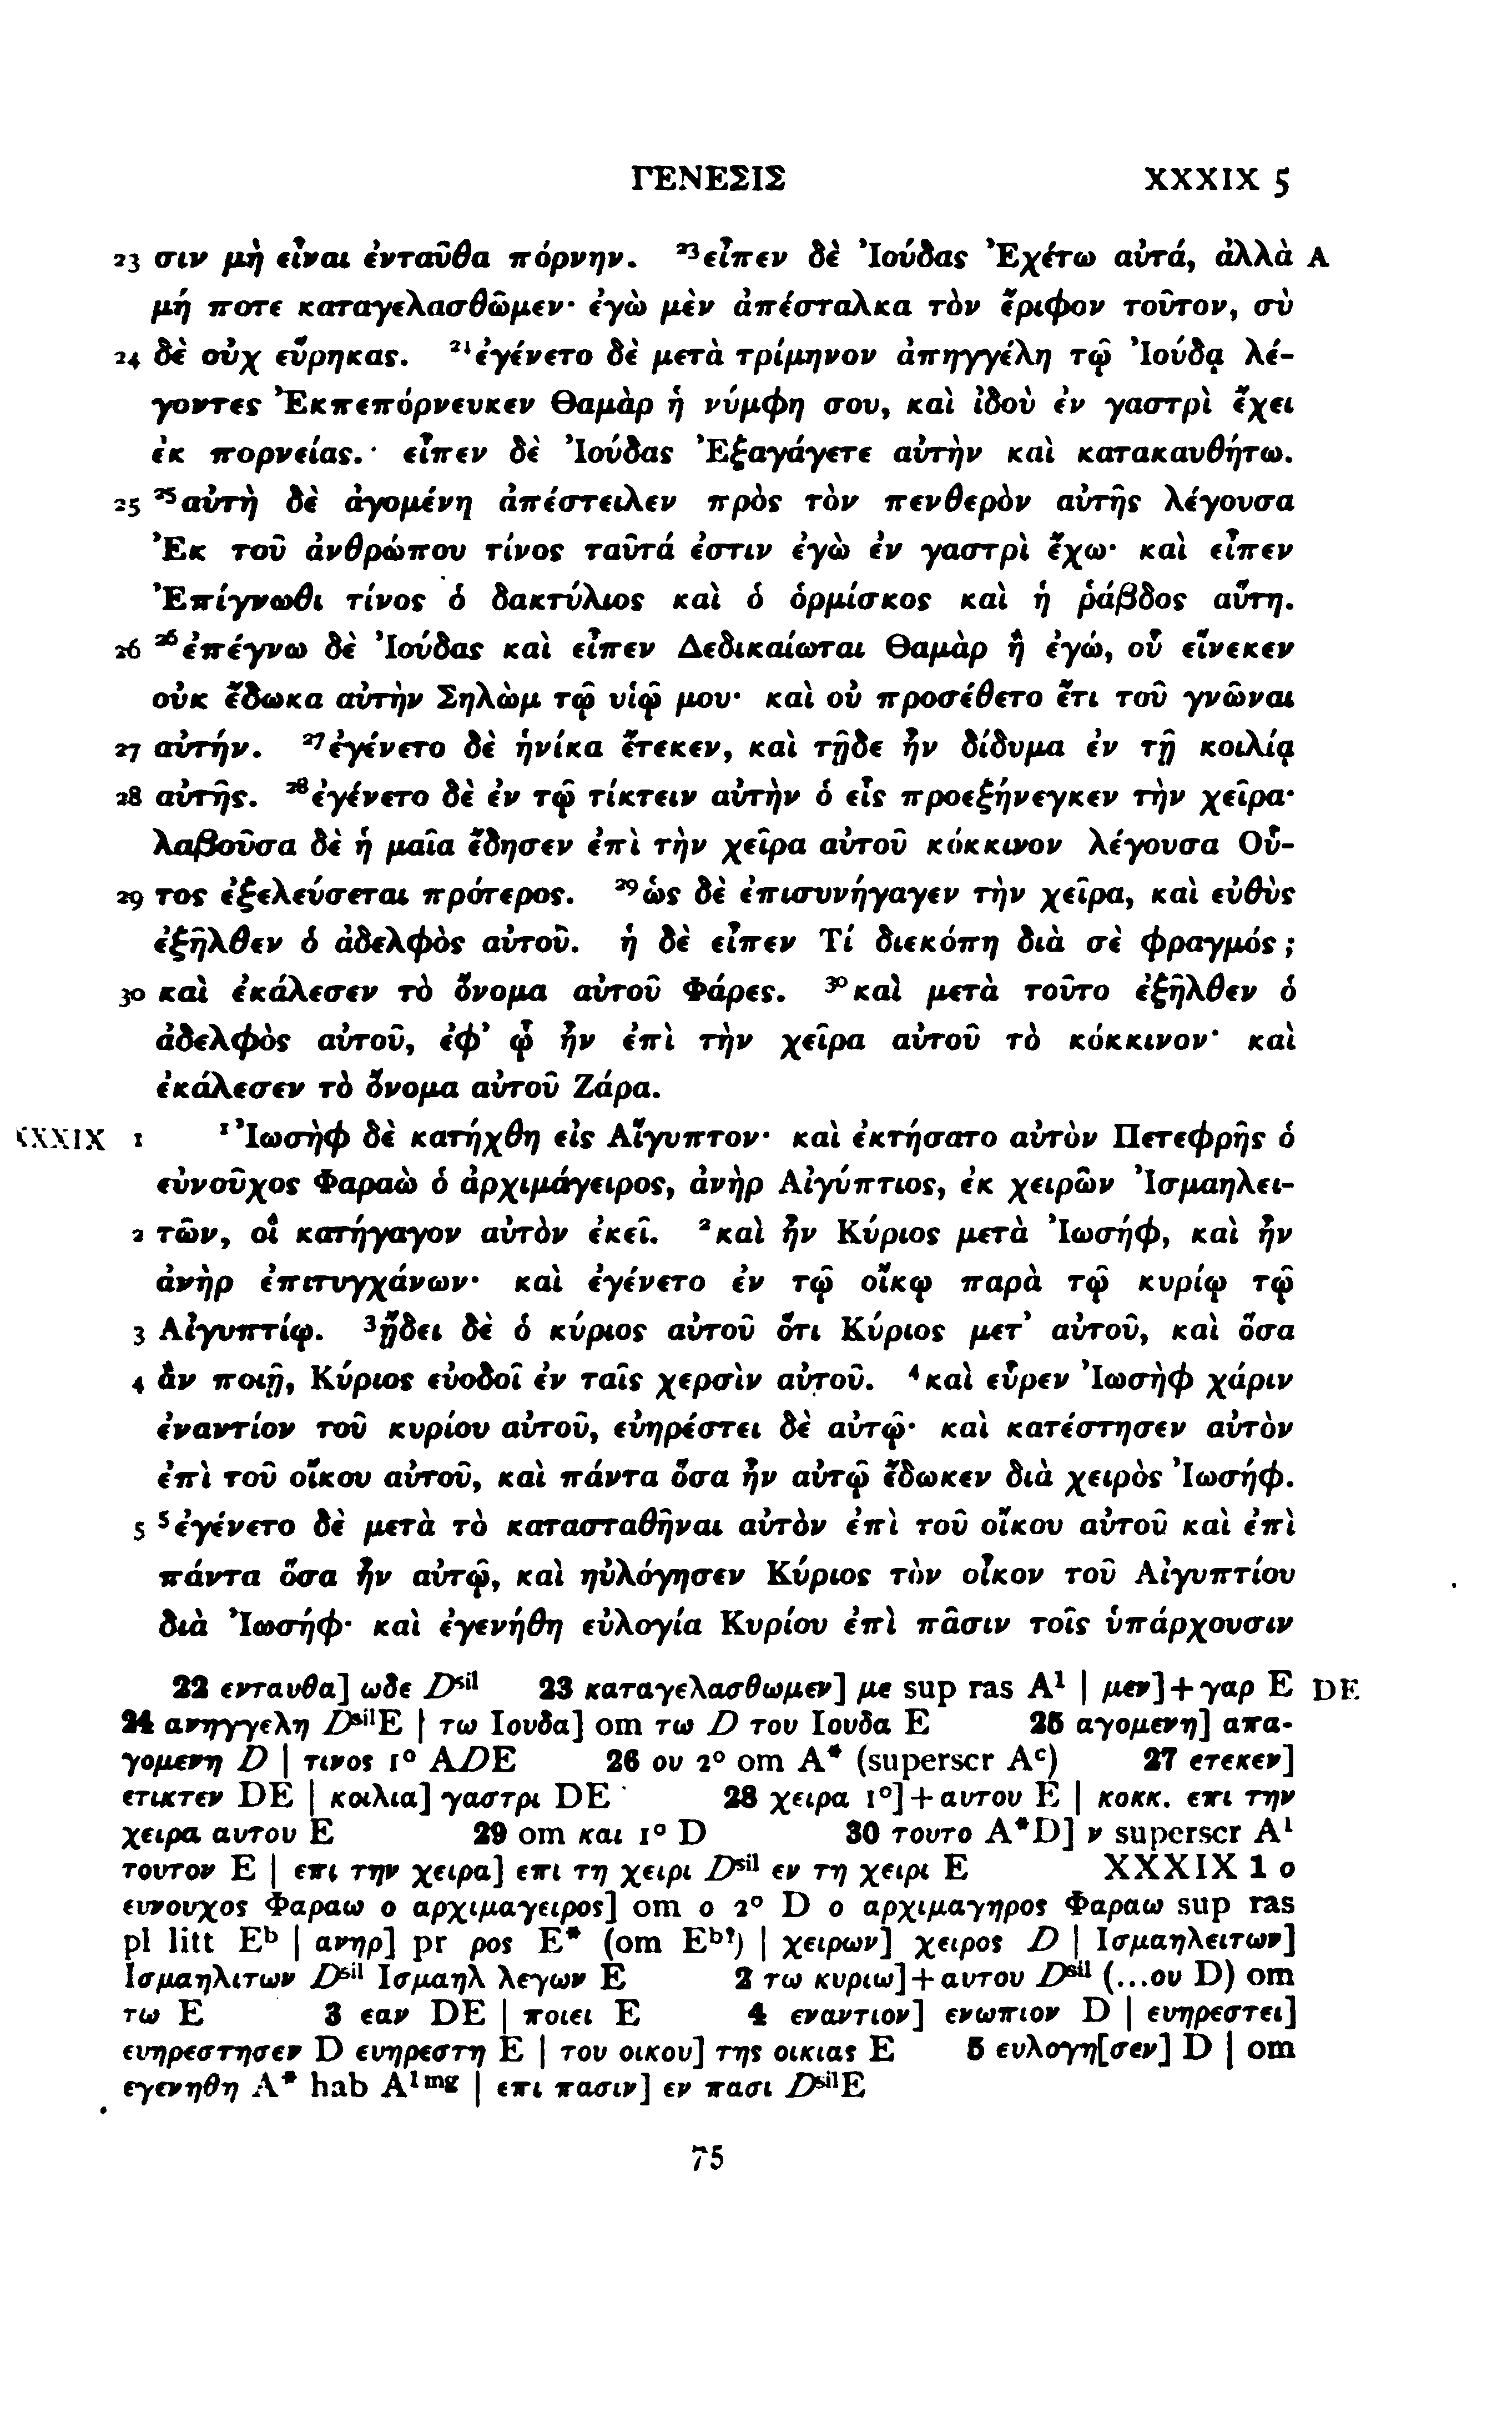 ΓΕΝΕΣΙΣ XXXIX 5
23 σιν μὴ εἶναι ἐνταῦθα πόρνην. ²³εἶπεν δὲ Ἰούδας Ἐχέτω αὐτά, ἀλλὰ A
μή ποτε καταγελασθῶμεν· ἐγὼ μὲν ἀπέσταλκα τὸν ἔριφον τοῦτον, σὺ
24 δὲ οὐχ εὕρηκας. ²⁴ἐγένετο δὲ μετὰ τρίμηνον ἀπηγγέλη τῷ Ἰούδᾳ λέ-
γοντες Ἐκπεπόρνευκεν Θαμὰρ ἡ νύμφη σου, καὶ ἰδοὺ ἐν γαστρὶ ἔχει
ἐκ πορνείας. εἶπεν δὲ Ἰούδας Ἐξαγάγετε αὐτὴν καὶ κατακαυθήτω.
25 ²⁵αὐτὴ δὲ ἀγομένη ἀπέστειλεν πρὸς τὸν πενθερὸν αὐτῆς λέγουσα
Ἐκ τοῦ ἀνθρώπου τίνος ταῦτά ἐστιν ἐγὼ ἐν γαστρὶ ἔχω· καὶ εἶπεν
Ἐπίγνωθι τίνος ὁ δακτύλιος καὶ ὁ ὁρμίσκος καὶ ἡ ῥάβδος αὕτη.
26 ²⁶ἐπέγνω δὲ Ἰούδας καὶ εἶπεν Δεδικαίωται Θαμὰρ ἢ ἐγώ, οὗ εἵνεκεν
οὐκ ἔδωκα αὐτὴν Σηλὼμ τῷ υἱῷ μου· καὶ οὐ προσέθετο ἔτι τοῦ γνῶναι
27 αὐτήν. ²⁷ἐγένετο δὲ ἡνίκα ἔτεκεν, καὶ τῇδε ἦν δίδυμα ἐν τῇ κοιλίᾳ
28 αὐτῆς. ²⁸ἐγένετο δὲ ἐν τῷ τίκτειν αὐτὴν ὁ εἷς προεξήνεγκεν τὴν χεῖρα·
λαβοῦσα δὲ ἡ μαῖα ἔδησεν ἐπὶ τὴν χεῖρα αὐτοῦ κόκκινον λέγουσα Οὗ-
29 τος ἐξελεύσεται πρότερος. ²⁹ὡς δὲ ἐπισυνήγαγεν τὴν χεῖρα, καὶ εὐθὺς
ἐξῆλθεν ὁ ἀδελφὸς αὐτοῦ. ἡ δὲ εἶπεν Τί διεκόπη διὰ σὲ φραγμός;
30 καὶ ἐκάλεσεν τὸ ὄνομα αὐτοῦ Φάρες. ³⁰καὶ μετὰ τοῦτο ἐξῆλθεν ὁ
ἀδελφὸς αὐτοῦ, ἐφ᾽ ᾧ ἦν ἐπὶ τὴν χεῖρα αὐτοῦ τὸ κόκκινον· καὶ
ἐκάλεσεν τὸ ὄνομα αὐτοῦ Ζάρα.
XXXIX 1 ¹Ἰωσὴφ δὲ κατήχθη εἰς Αἴγυπτον· καὶ ἐκτήσατο αὐτὸν Πετεφρῆς ὁ
εὐνοῦχος Φαραὼ ὁ ἀρχιμάγειρος, ἀνὴρ Αἰγύπτιος, ἐκ χειρῶν Ἰσμαηλει-
2 τῶν, οἳ κατήγαγον αὐτὸν ἐκεῖ. ²καὶ ἦν Κύριος μετὰ Ἰωσήφ, καὶ ἦν
ἀνὴρ ἐπιτυγχάνων· καὶ ἐγένετο ἐν τῷ οἴκῳ παρὰ τῷ κυρίῳ τῷ
3 Αἰγυπτίῳ. ³ᾔδει δὲ ὁ κύριος αὐτοῦ ὅτι Κύριος μετ᾽ αὐτοῦ, καὶ ὅσα
4 ἂν ποιῇ, Κύριος εὐοδοῖ ἐν ταῖς χερσὶν αὐτοῦ. ⁴καὶ εὗρεν Ἰωσὴφ χάριν
ἐναντίον τοῦ κυρίου αὐτοῦ, εὐηρέστει δὲ αὐτῷ· καὶ κατέστησεν αὐτὸν
ἐπὶ τοῦ οἴκου αὐτοῦ, καὶ πάντα ὅσα ἦν αὐτῷ ἔδωκεν διὰ χειρὸς Ἰωσήφ.
5 ⁵ἐγένετο δὲ μετὰ τὸ κατασταθῆναι αὐτὸν ἐπὶ τοῦ οἴκου αὐτοῦ καὶ ἐπὶ
πάντα ὅσα ἦν αὐτῷ, καὶ ηὐλόγησεν Κύριος τὸν οἶκον τοῦ Αἰγυπτίου
διὰ Ἰωσήφ· καὶ ἐγενήθη εὐλογία Κυρίου ἐπὶ πᾶσιν τοῖς ὑπάρχουσιν
22 ενταυθα] ωδε Dˢⁱˡ 23 καταγελασθωμεν] με sup ras A¹ | μεν]+γαρ E DE
24 ανηγγελη DˢⁱˡE | τω Ιουδα] om τω D του Ιουδα E 25 αγομενη] απα-
γομενη D | τινος 1° ADE 26 ου 2° om A* (superscr Aᶜ) 27 ετεκεν]
ετικτεν DE | κοιλια] γαστρι DE 28 χειρα 1°]+αυτου E | κοκκ. επι την
χειρα αυτου E 29 om και 1° D 30 τουτο A*D] ν superscr A¹
τουτον E | επι την χειρα] επι τη χειρι Dˢⁱˡ εν τη χειρι E XXXIX 1 ο
ευνουχος Φαραω ο αρχιμαγειρος] om ο 2° D ο αρχιμαγηρος Φαραω sup ras
pl litt Eᵇ | ανηρ] pr ρος E* (om Eᵇ?) | χειρων] χειρος D | Ισμαηλειτων]
Ισμαηλιτων Dˢⁱˡ Ισμαηλ λεγων E 2 τω κυριω]+αυτου Dˢⁱˡ (...ου D) om
τω E 3 εαν DE | ποιει E 4 εναντιον] ενωπιον D | ευηρεστει]
ευηρεστησεν D ευηρεστη E | του οικου] της οικιας E 5 ευλογη[σεν] D | om
εγενηθη A* hab A¹ᵐᵍ | επι πασιν] εν πασι DˢⁱˡE
75